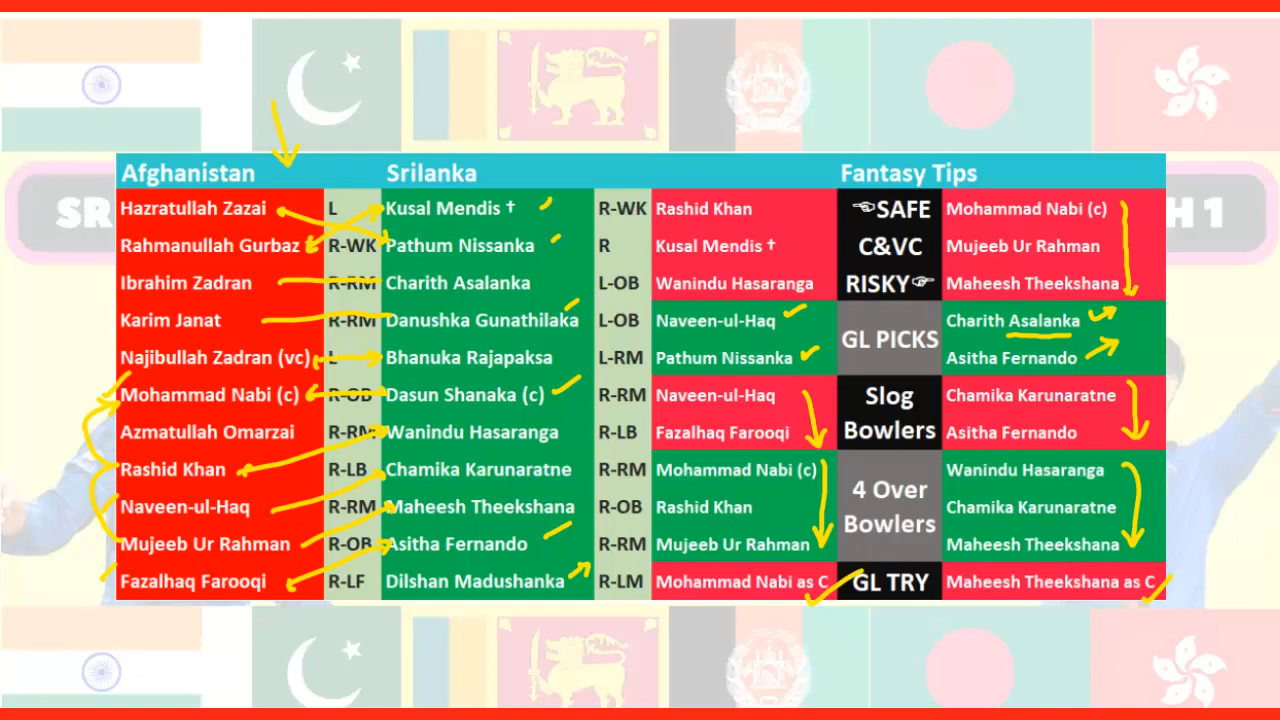 Afghanistan Srilanka Fantasy Tips
SR H 1
Hazratullah Zazai L Kusal Mendis † R-WK Rashid Khan ☜SAFE Mohammad Nabi (c)
Rahmanullah Gurbaz R-WK Pathum Nissanka R Kusal Mendis † C&VC Mujeeb Ur Rahman
Ibrahim Zadran R-RM Charith Asalanka L-OB Wanindu Hasaranga RISKY☞ Maheesh Theekshana
Karim Janat R-RM Danushka Gunathilaka L-OB Naveen-ul-Haq GL PICKS Charith Asalanka
Najibullah Zadran (vc) L Bhanuka Rajapaksa L-RM Pathum Nissanka Asitha Fernando
Mohammad Nabi (c) R-OB Dasun Shanaka (c) R-RM Naveen-ul-Haq Slog Chamika Karunaratne
Azmatullah Omarzai R-RM Wanindu Hasaranga R-LB Fazalhaq Farooqi Bowlers Asitha Fernando
Rashid Khan R-LB Chamika Karunaratne R-RM Mohammad Nabi (c) 4 Over Wanindu Hasaranga
Naveen-ul-Haq R-RM Maheesh Theekshana R-OB Rashid Khan Bowlers Chamika Karunaratne
Mujeeb Ur Rahman R-OB Asitha Fernando R-RM Mujeeb Ur Rahman Maheesh Theekshana
Fazalhaq Farooqi R-LF Dilshan Madushanka R-LM Mohammad Nabi as C GL TRY Maheesh Theekshana as C